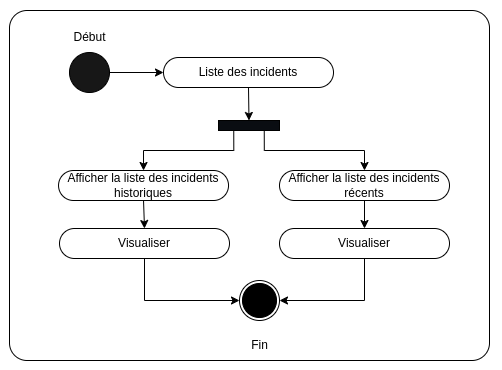 Début
Liste des incidents
Afficher la liste des incidents
historiques
Afficher la liste des incidents
récents
Visualiser
Visualiser
Fin